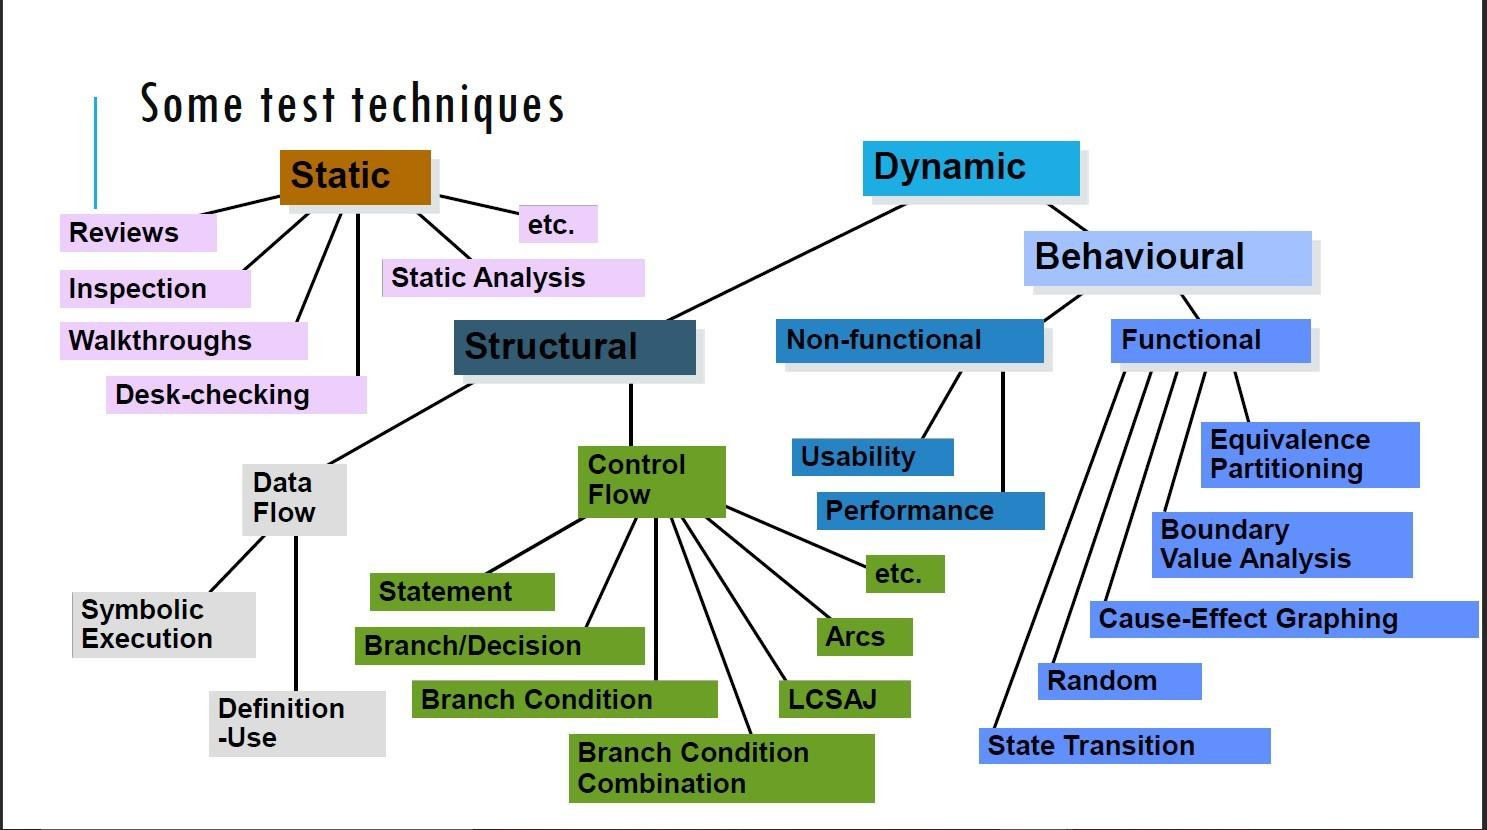 Some test techniques
Static
Dynamic
Reviews
etc.
Behavioural
Inspection
Static Analysis
Walkthroughs
Structural
Non-functional
Functional
Desk-checking
Data
Flow
Control
Flow
Usability
Equivalence
Partitioning
Performance
Boundary
Value Analysis
Symbolic
Execution
Statement
etc.
Cause-Effect Graphing
Branch/Decision
Arcs
Random
Definition
-Use
Branch Condition
LCSAJ
State Transition
Branch Condition
Combination